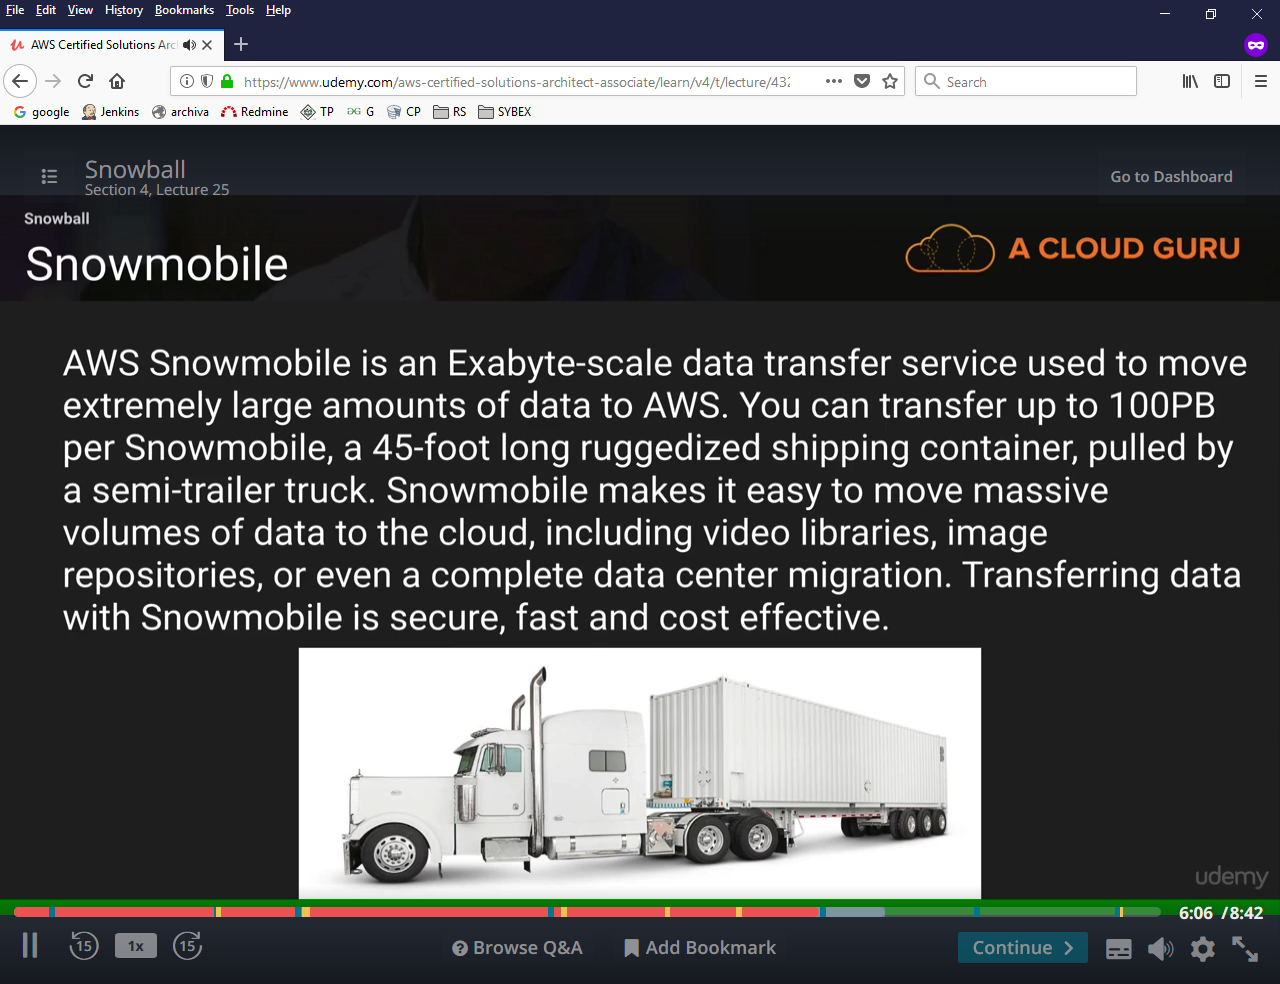 File Edit View History Bookmarks Tools Help
AWS Certified Solutions Arc
https://www.udemy.com/aws-certified-solutions-architect-associate/learn/v4/t/lecture/432
Search
google Jenkins archiva Redmine TP G CP RS SYBEX
Snowball
Section 4, Lecture 25
Go to Dashboard
Snowball
Snowmobile
A CLOUD GURU
AWS Snowmobile is an Exabyte-scale data transfer service used to move
extremely large amounts of data to AWS. You can transfer up to 100PB
per Snowmobile, a 45-foot long ruggedized shipping container, pulled by
a semi-trailer truck. Snowmobile makes it easy to move massive
volumes of data to the cloud, including video libraries, image
repositories, or even a complete data center migration. Transferring data
with Snowmobile is secure, fast and cost effective.
udemy
6:06 /8:42
15 1x 15 Browse Q&A Add Bookmark Continue